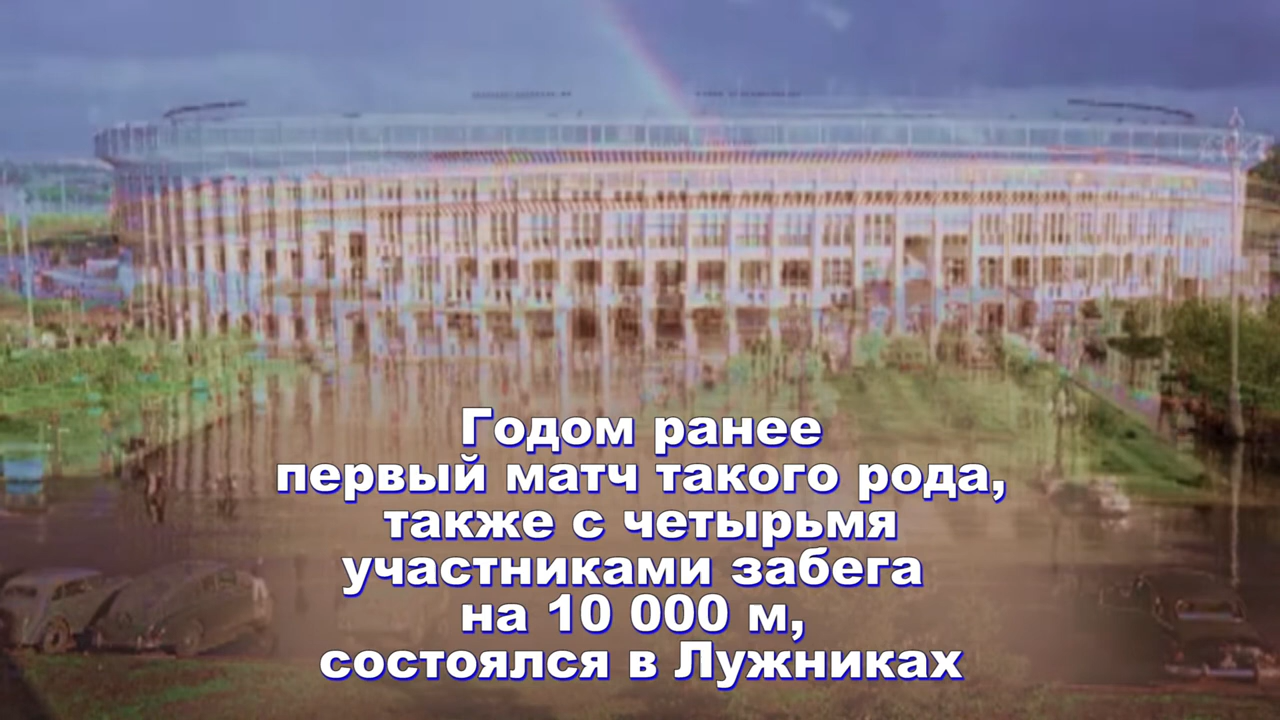 Годом ранее
первый матч такого рода,
также с четырьмя
участниками забега
на 10 000 м,
состоялся в Лужниках